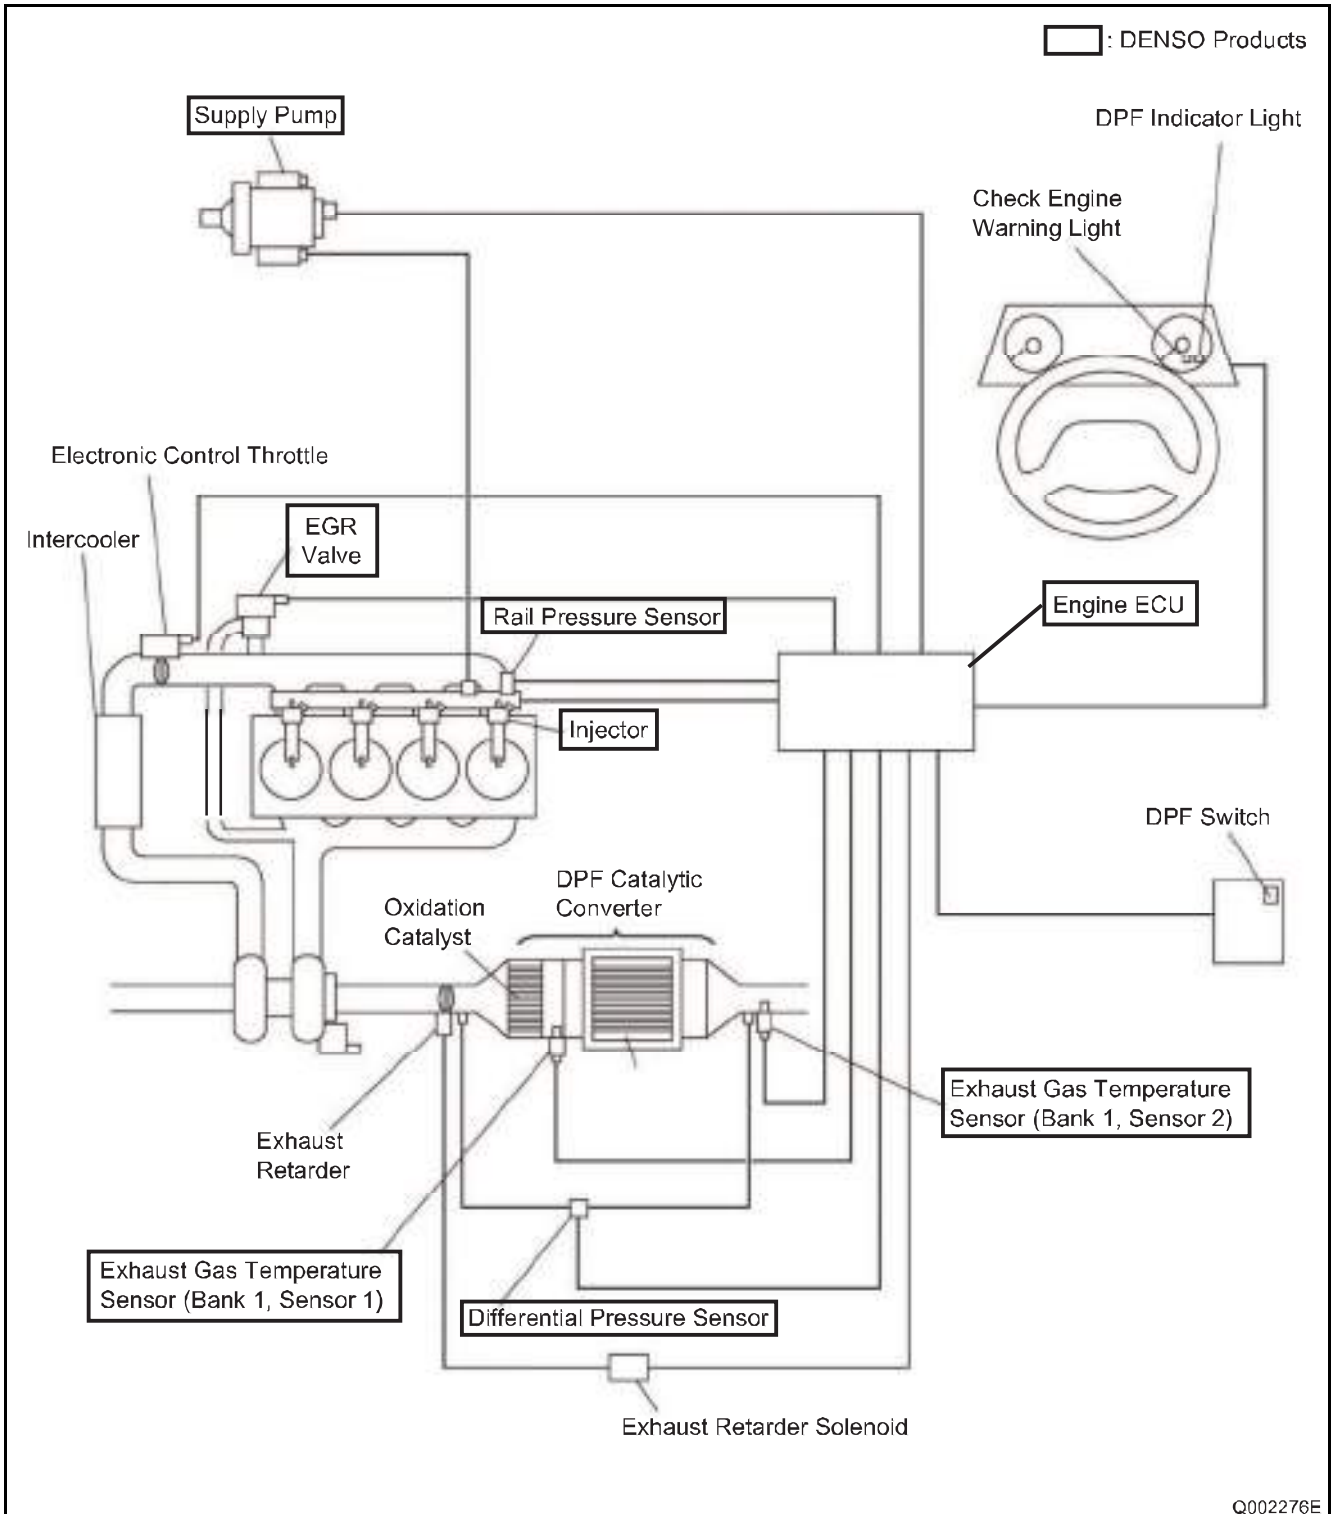 : DENSO Products
Supply Pump
DPF Indicator Light
Check Engine
Warning Light
Electronic Control Throttle
EGR
Valve
Intercooler
Rail Pressure Sensor
Engine ECU
Injector
DPF Switch
DPF Catalytic
Converter
Oxidation
Catalyst
Exhaust Gas Temperature
Sensor (Bank 1, Sensor 2)
Exhaust
Retarder
Exhaust Gas Temperature
Sensor (Bank 1, Sensor 1)
Differential Pressure Sensor
Exhaust Retarder Solenoid
Q002276E